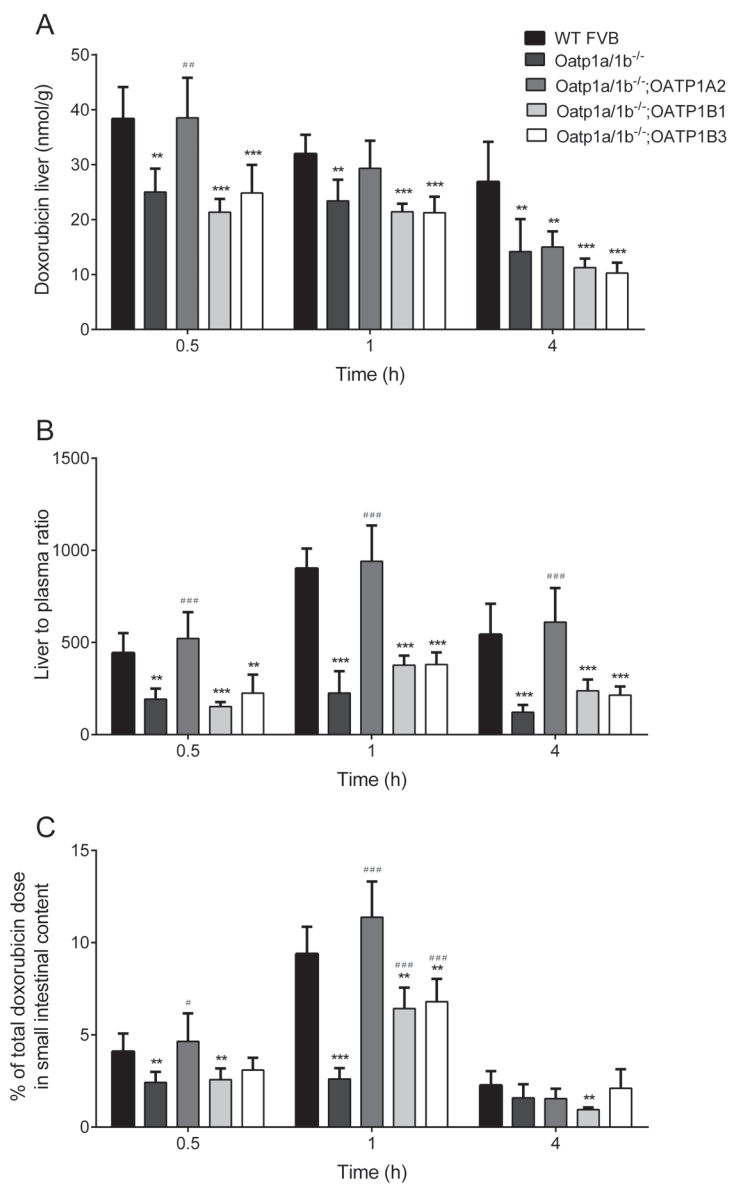 A
WT FVB
Oatp1a/1b-/-
Oatp1a/1b-/-;OATP1A2
Oatp1a/1b-/-;OATP1B1
Oatp1a/1b-/-;OATP1B3
Doxorubicin liver (nmol/g)
50
40
30
20
10
0
** ## *** ***
** *** ***
** ** *** ***
0.5 1 4
Time (h)
B
Liver to plasma ratio
1500
1000
500
0
** ### *** **
*** ### *** ***
*** ### *** ***
0.5 1 4
Time (h)
C
% of total doxorubicin dose
in small intestinal content
15
10
5
0
** # **
*** ### ### ** ### **
**
0.5 1 4
Time (h)